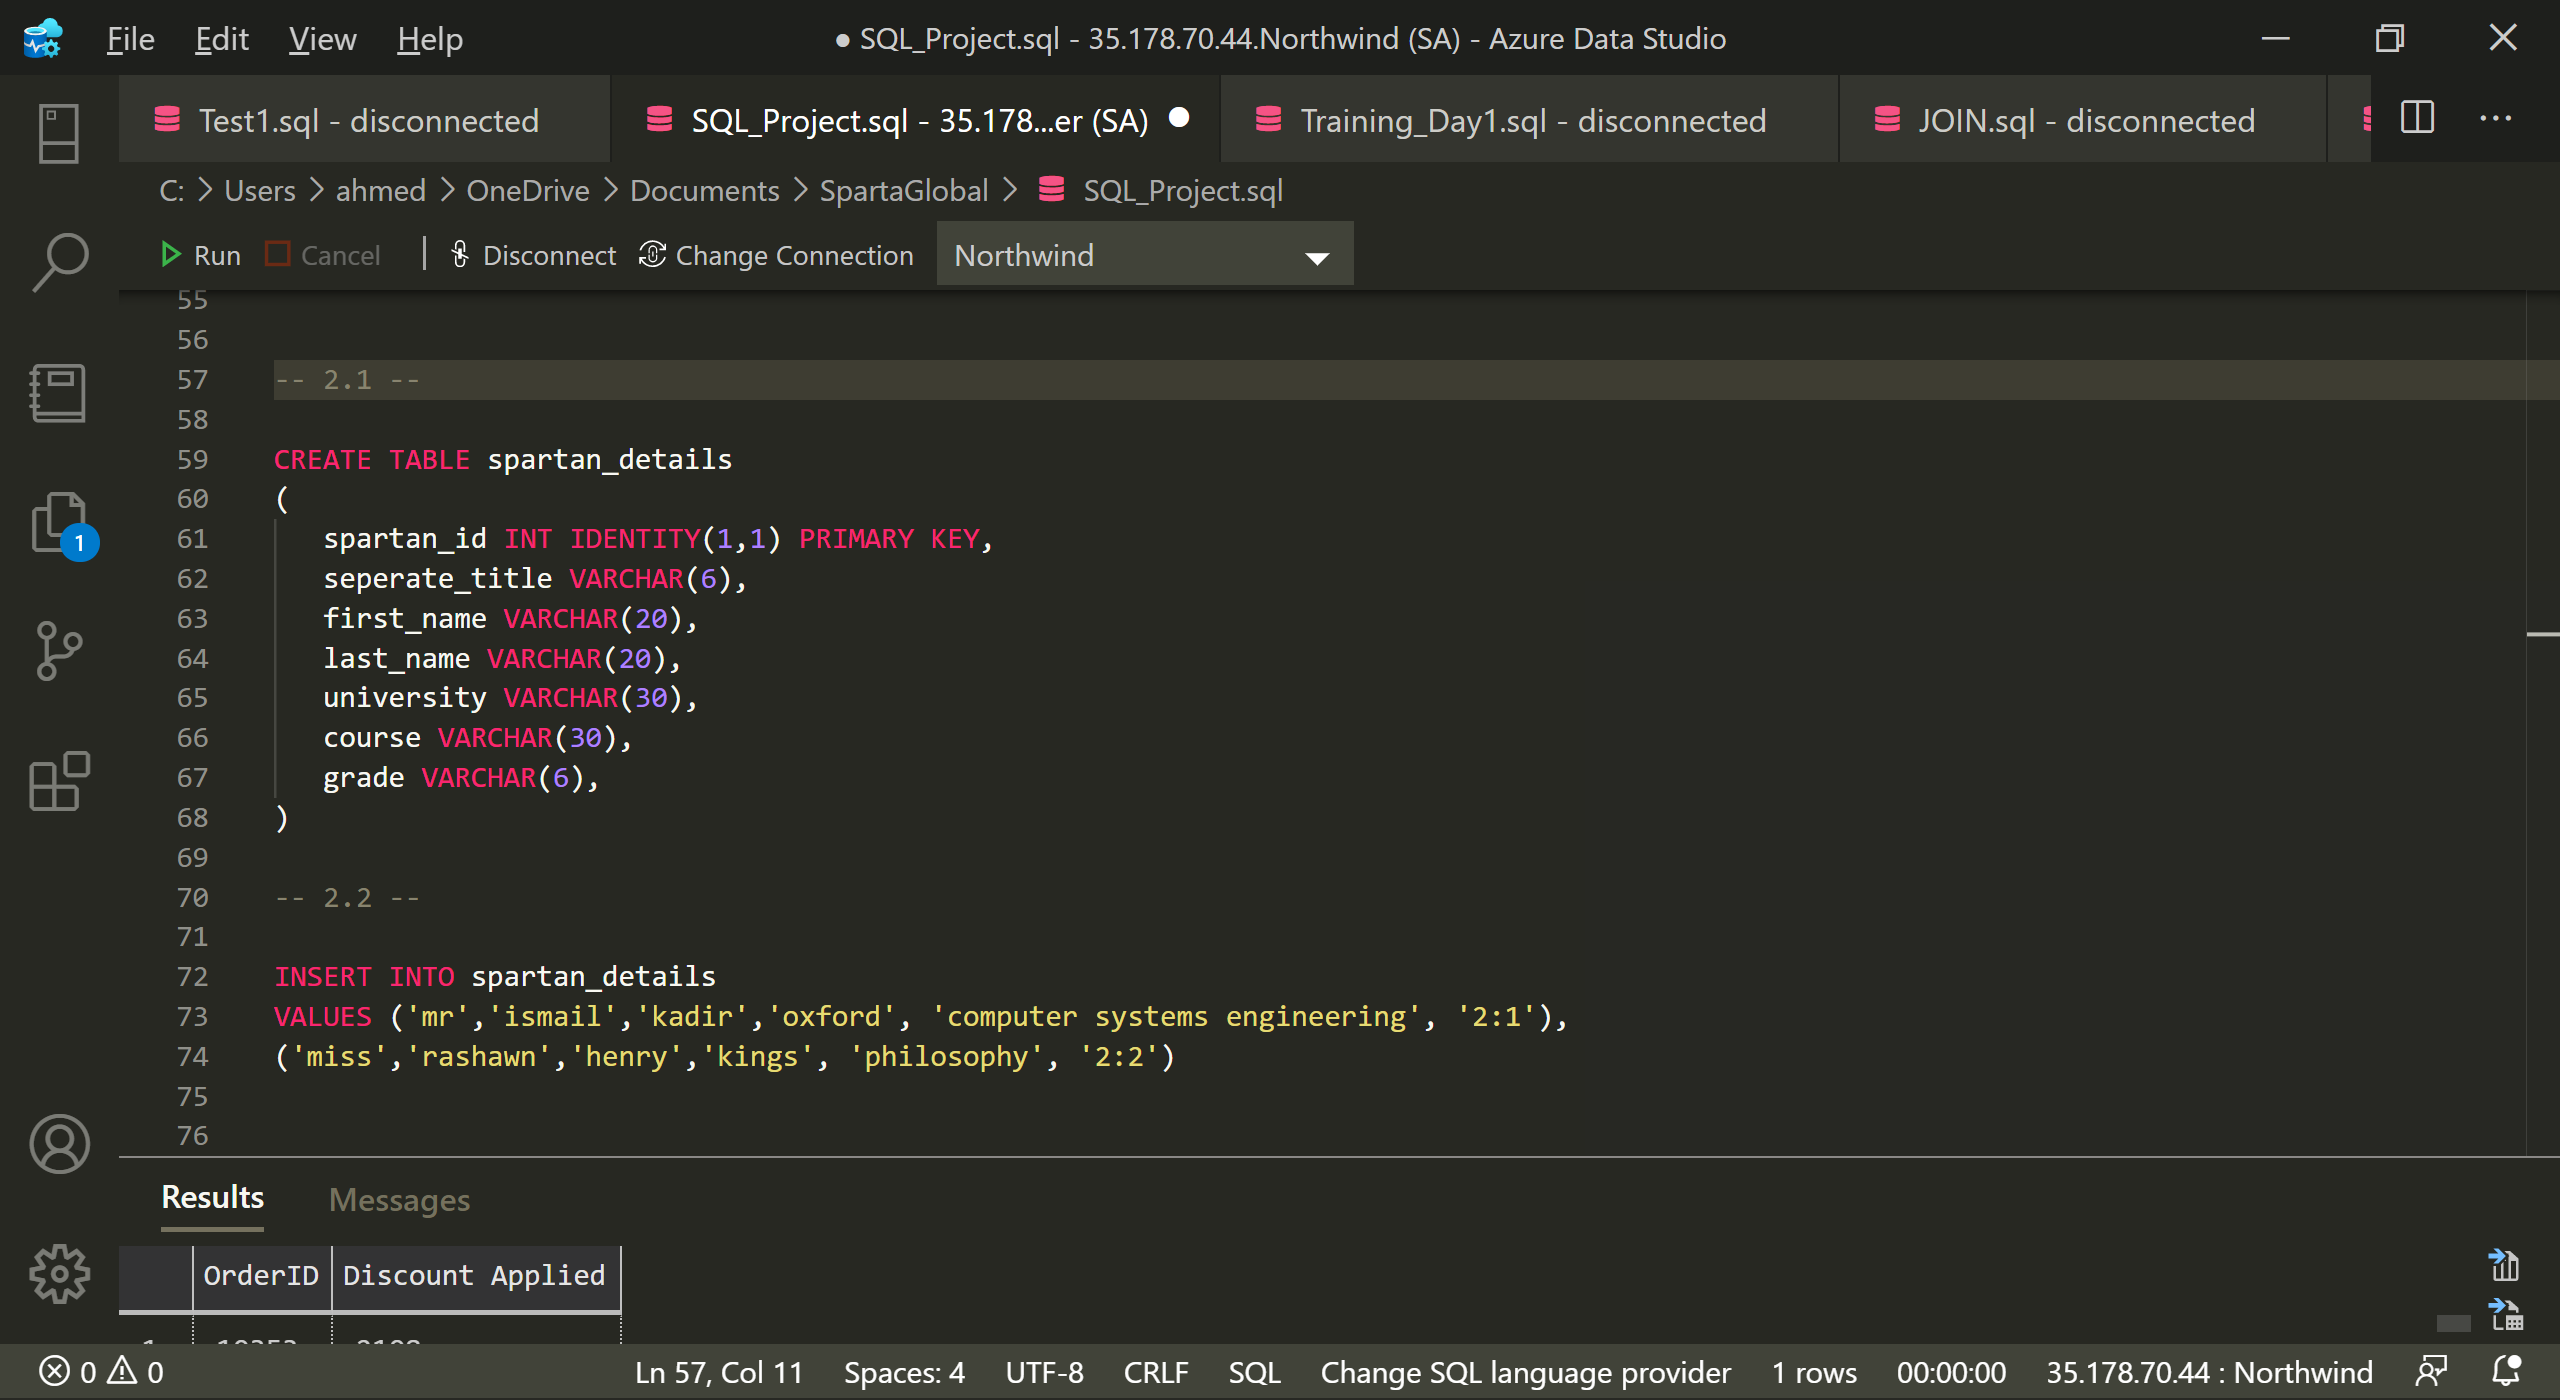 File Edit View Help ● SQL_Project.sql - 35.178.70.44.Northwind (SA) - Azure Data Studio
Test1.sql - disconnected SQL_Project.sql - 35.178...er (SA) ● Training_Day1.sql - disconnected JOIN.sql - disconnected ...
C: > Users > ahmed > OneDrive > Documents > SpartaGlobal > SQL_Project.sql
Run Cancel | Disconnect Change Connection Northwind
55
56
57 -- 2.1 --
58
59 CREATE TABLE spartan_details
60 (
61 spartan_id INT IDENTITY(1,1) PRIMARY KEY,
62 seperate_title VARCHAR(6),
63 first_name VARCHAR(20),
64 last_name VARCHAR(20),
65 university VARCHAR(30),
66 course VARCHAR(30),
67 grade VARCHAR(6),
68 )
69
70 -- 2.2 --
71
72 INSERT INTO spartan_details
73 VALUES ('mr','ismail','kadir','oxford', 'computer systems engineering', '2:1'),
74 ('miss','rashawn','henry','kings', 'philosophy', '2:2')
75
76
1
Results Messages
OrderID Discount Applied
0 0 Ln 57, Col 11 Spaces: 4 UTF-8 CRLF SQL Change SQL language provider 1 rows 00:00:00 35.178.70.44 : Northwind